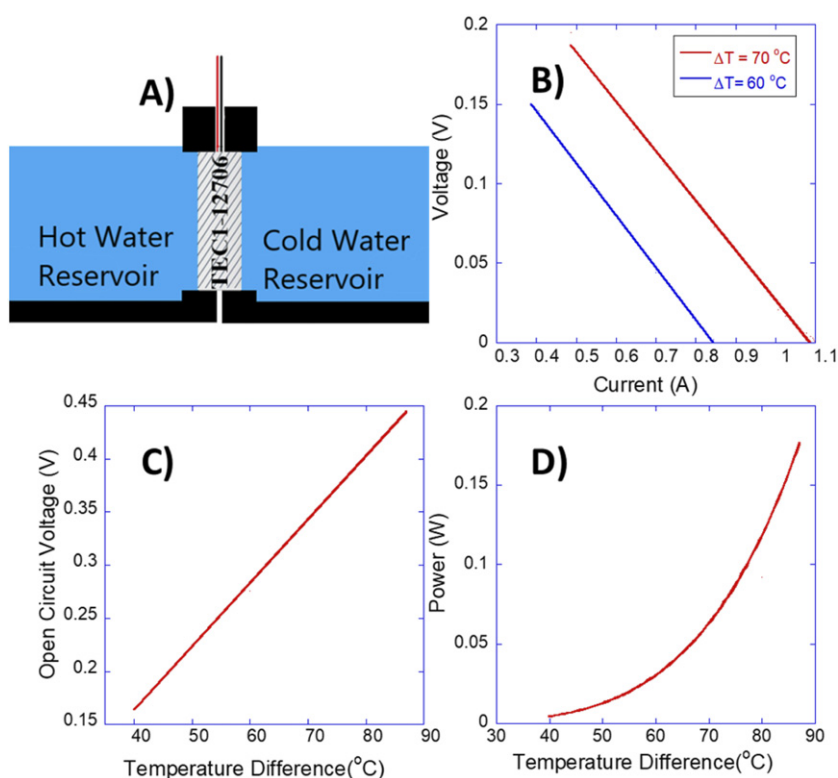 A)
TEC1-12706
Hot Water
Reservoir
Cold Water
Reservoir
B)
ΔT = 70 °C
ΔT= 60 °C
0.2
0.15
0.1
0.05
0
Voltage (V)
0.3 0.4 0.5 0.6 0.7 0.8 0.9 1 1.1
Current (A)
C)
0.45
0.4
0.35
0.3
0.25
0.2
0.15
Open Circuit Voltage (V)
40 50 60 70 80 90
Temperature Difference(°C)
D)
0.2
0.15
0.1
0.05
0
Power (W)
30 40 50 60 70 80 90
Temperature Difference(°C)